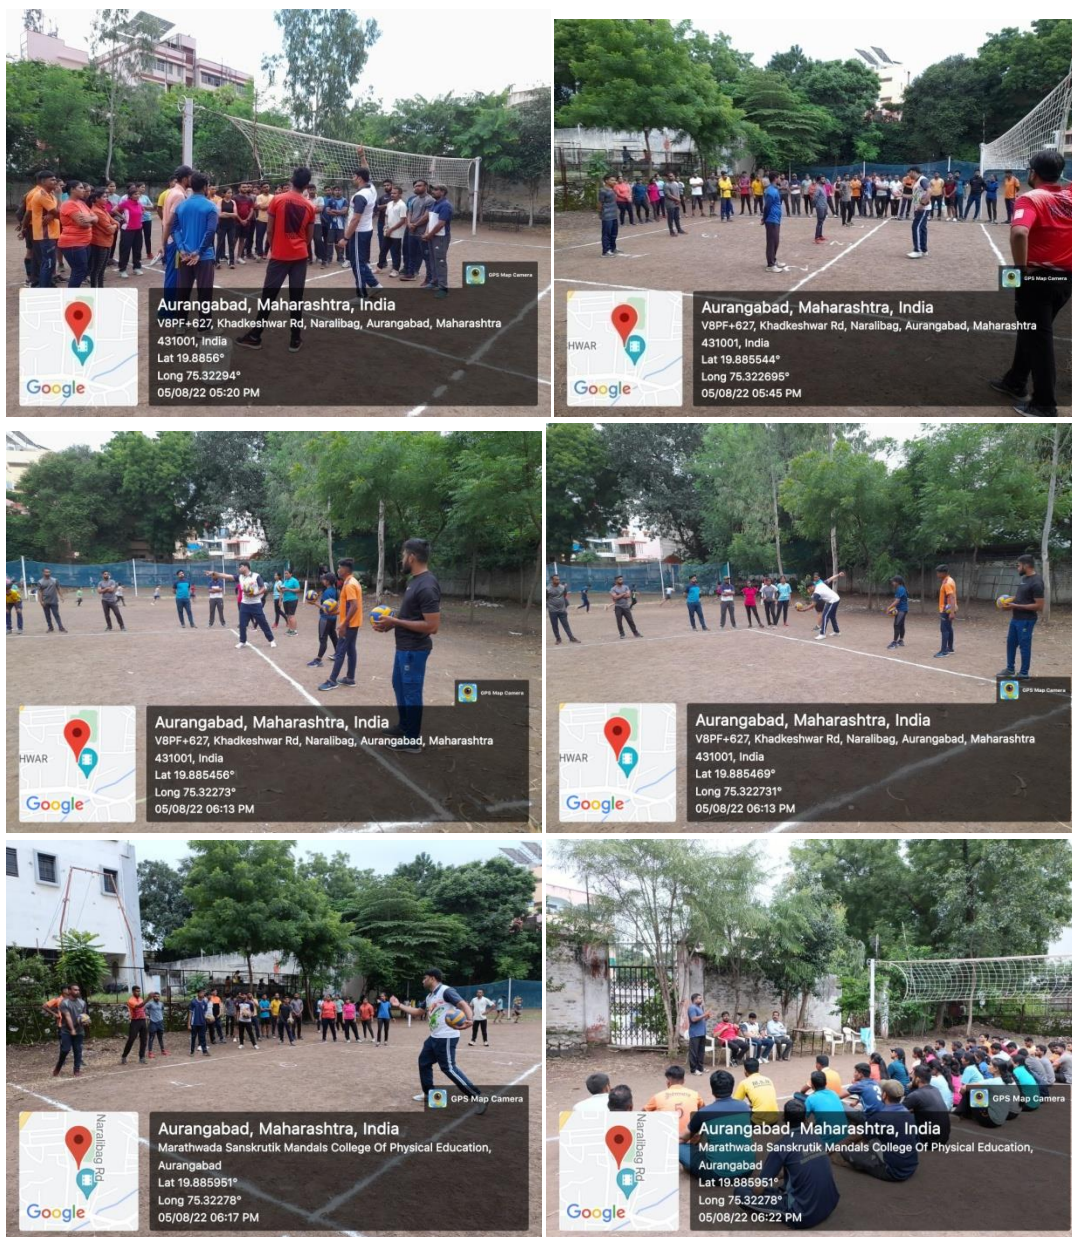 GPS Map Camera
Aurangabad, Maharashtra, India
V8PF+627, Khadkeshwar Rd, Naralibag, Aurangabad, Maharashtra
431001, India
Lat 19.8856°
Long 75.32294°
05/08/22 05:20 PM
Google
GPS Map Camera
Aurangabad, Maharashtra, India
V8PF+627, Khadkeshwar Rd, Naralibag, Aurangabad, Maharashtra
431001, India
Lat 19.885544°
Long 75.322695°
05/08/22 05:45 PM
HWAR
Google
GPS Map Camera
Aurangabad, Maharashtra, India
V8PF+627, Khadkeshwar Rd, Naralibag, Aurangabad, Maharashtra
431001, India
Lat 19.885456°
Long 75.32273°
05/08/22 06:13 PM
HWAR
Google
GPS Map Camera
Aurangabad, Maharashtra, India
V8PF+627, Khadkeshwar Rd, Naralibag, Aurangabad, Maharashtra
431001, India
Lat 19.885469°
Long 75.322731°
05/08/22 06:13 PM
HWAR
Google
GPS Map Camera
Aurangabad, Maharashtra, India
Marathwada Sanskrutik Mandals College Of Physical Education,
Aurangabad
Lat 19.885951°
Long 75.32278°
05/08/22 06:17 PM
Naralibag Rd
Google
5
GPS Map Camera
Aurangabad, Maharashtra, India
Marathwada Sanskrutik Mandals College Of Physical Education,
Aurangabad
Lat 19.885951°
Long 75.32278°
05/08/22 06:22 PM
Naralibag Rd
Google